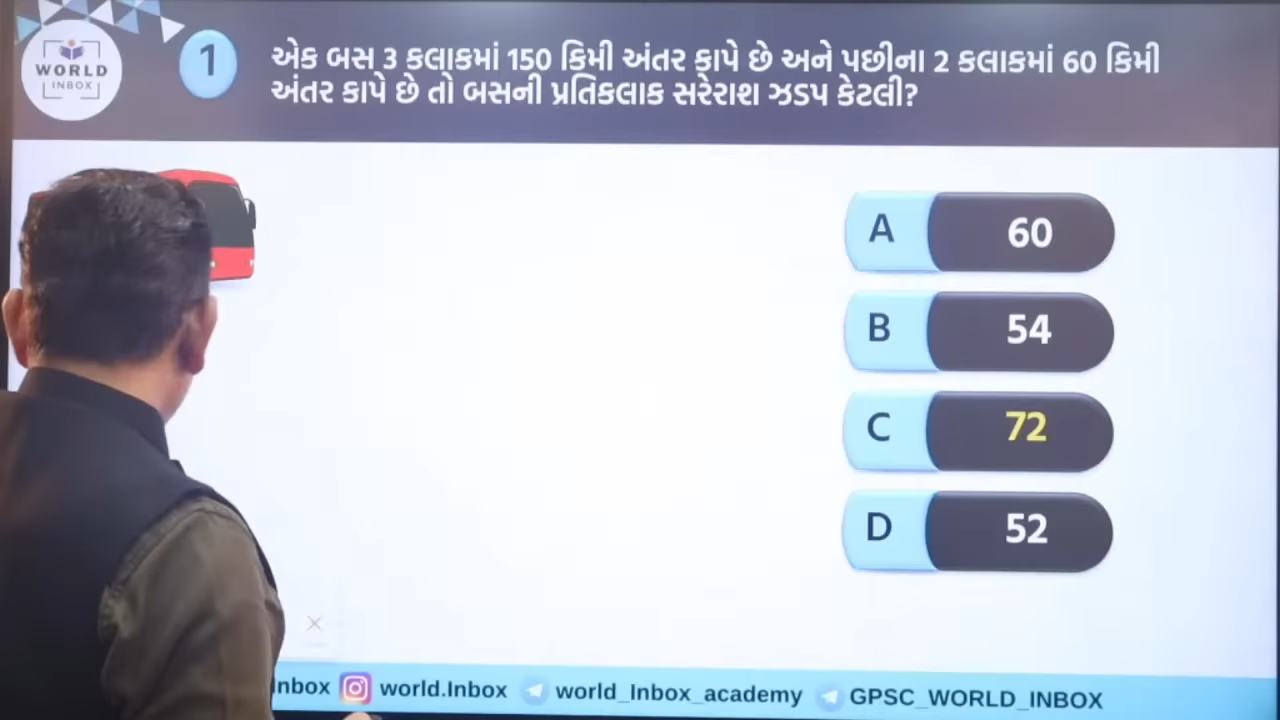 WORLD
INBOX
1
એક બસ 3 કલાકમાં 150 કિમી અંતર કાપે છે અને પછીના 2 કલાકમાં 60 કિમી
અંતર કાપે છે તો બસની પ્રતિકલાક સરેરાશ ઝડપ કેટલી?
A 60
B 54
C 72
D 52
Inbox world.Inbox world_Inbox_academy GPSC_WORLD_INBOX